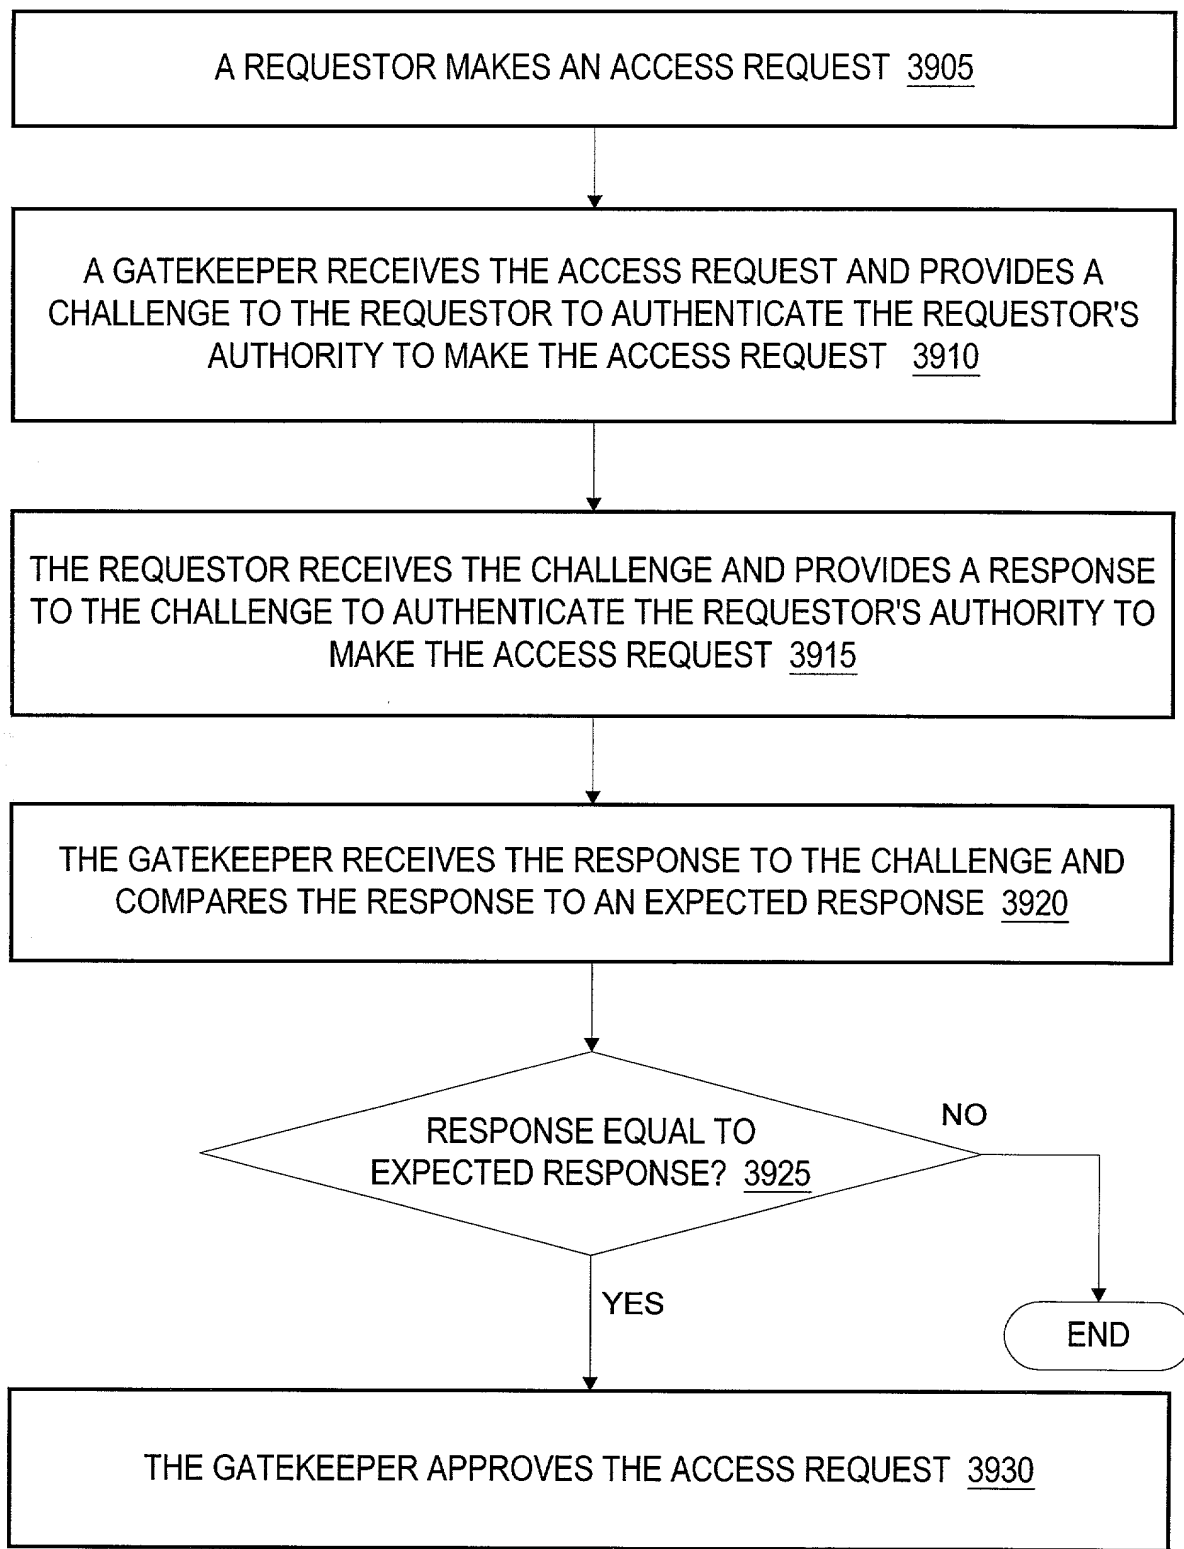 A REQUESTOR MAKES AN ACCESS REQUEST 3905
A GATEKEEPER RECEIVES THE ACCESS REQUEST AND PROVIDES A
CHALLENGE TO THE REQUESTOR TO AUTHENTICATE THE REQUESTOR'S
AUTHORITY TO MAKE THE ACCESS REQUEST 3910
THE REQUESTOR RECEIVES THE CHALLENGE AND PROVIDES A RESPONSE
TO THE CHALLENGE TO AUTHENTICATE THE REQUESTOR'S AUTHORITY TO
MAKE THE ACCESS REQUEST 3915
THE GATEKEEPER RECEIVES THE RESPONSE TO THE CHALLENGE AND
COMPARES THE RESPONSE TO AN EXPECTED RESPONSE 3920
RESPONSE EQUAL TO
EXPECTED RESPONSE? 3925
NO
YES
END
THE GATEKEEPER APPROVES THE ACCESS REQUEST 3930